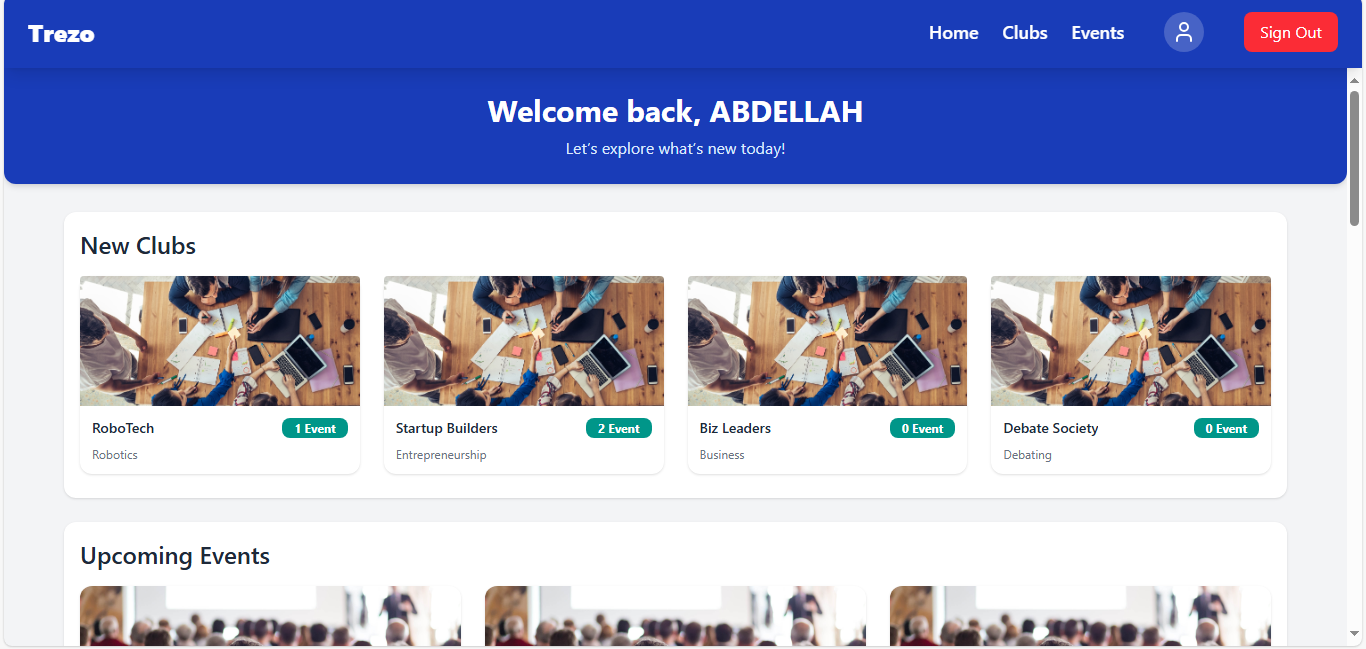 Trezo
Home Clubs Events Sign Out
Welcome back, ABDELLAH
Let's explore what's new today!
New Clubs
RoboTech 1 Event
Robotics
Startup Builders 2 Event
Entrepreneurship
Biz Leaders 0 Event
Business
Debate Society 0 Event
Debating
Upcoming Events